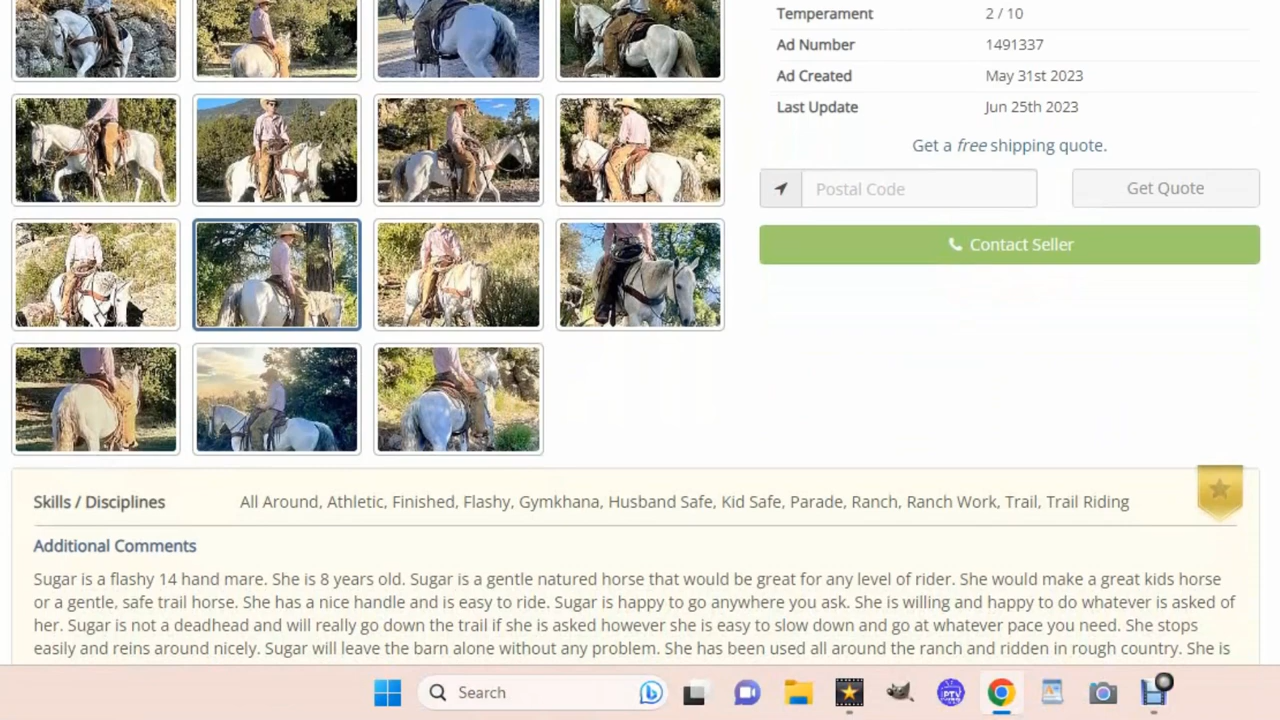 Temperament 2 / 10
Ad Number 1491337
Ad Created May 31st 2023
Last Update Jun 25th 2023
Get a free shipping quote.
Postal Code Get Quote
Contact Seller
Skills / Disciplines All Around, Athletic, Finished, Flashy, Gymkhana, Husband Safe, Kid Safe, Parade, Ranch, Ranch Work, Trail, Trail Riding
Additional Comments
Sugar is a flashy 14 hand mare. She is 8 years old. Sugar is a gentle natured horse that would be great for any level of rider. She would make a great kids horse
or a gentle, safe trail horse. She has a nice handle and is easy to ride. Sugar is happy to go anywhere you ask. She is willing and happy to do whatever is asked of
her. Sugar is not a deadhead and will really go down the trail if she is asked however she is easy to slow down and go at whatever pace you need. She stops
easily and reins around nicely. Sugar will leave the barn alone without any problem. She has been used all around the ranch and ridden in rough country. She is
Search
IPTV